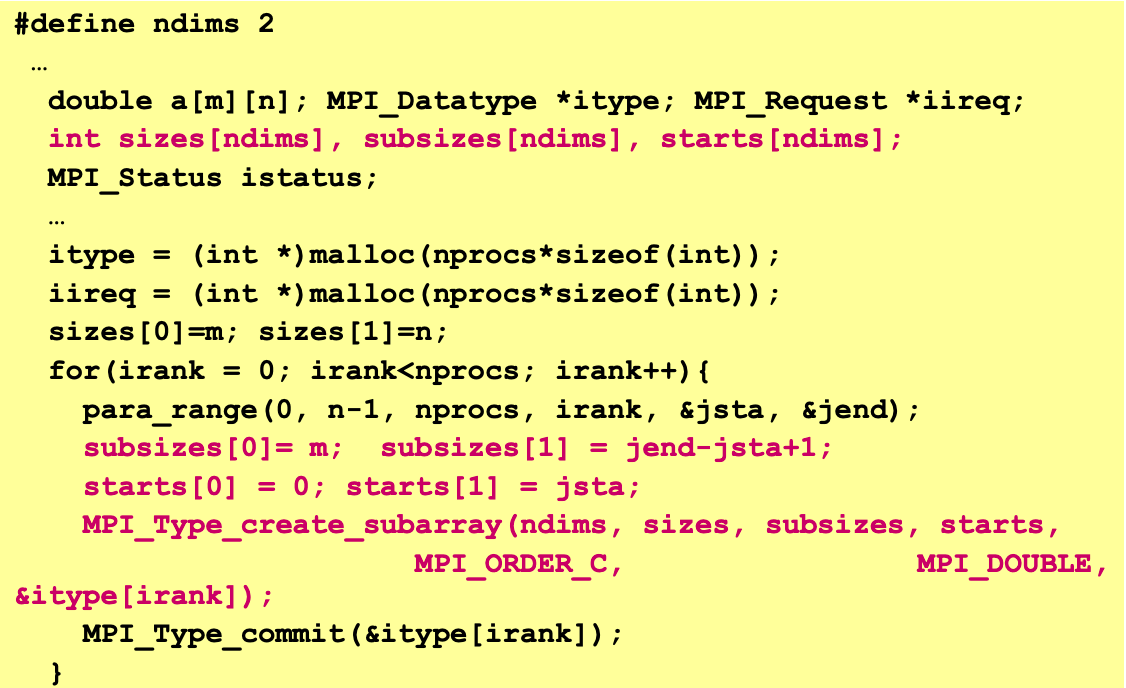 #define ndims 2
…
double a[m][n]; MPI_Datatype *itype; MPI_Request *iireq;
int sizes[ndims], subsizes[ndims], starts[ndims];
MPI_Status istatus;
…
itype = (int *)malloc(nprocs*sizeof(int));
iireq = (int *)malloc(nprocs*sizeof(int));
sizes[0]=m; sizes[1]=n;
for(irank = 0; irank<nprocs; irank++){
para_range(0, n-1, nprocs, irank, &jsta, &jend);
subsizes[0]= m; subsizes[1] = jend-jsta+1;
starts[0] = 0; starts[1] = jsta;
MPI_Type_create_subarray(ndims, sizes, subsizes, starts,
MPI_ORDER_C, MPI_DOUBLE,
&itype[irank]);
MPI_Type_commit(&itype[irank]);
}